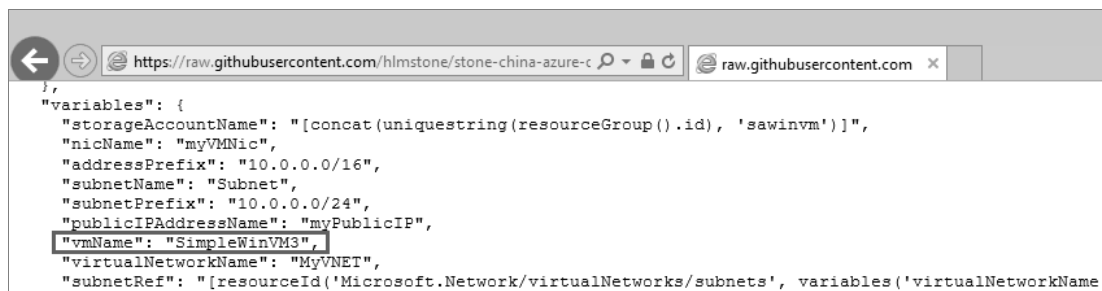 https://raw.githubusercontent.com/hlmstone/stone-china-azure-c
raw.githubusercontent.com
},
"variables": {
"storageAccountName": "[concat(uniquestring(resourceGroup().id), 'sawinvm')]",
"nicName": "myVMNic",
"addressPrefix": "10.0.0.0/16",
"subnetName": "Subnet",
"subnetPrefix": "10.0.0.0/24",
"publicIPAddressName": "myPublicIP",
"vmName": "SimpleWinVM3",
"virtualNetworkName": "MyVNET",
"subnetRef": "[resourceId('Microsoft.Network/virtualNetworks/subnets', variables('virtualNetworkName